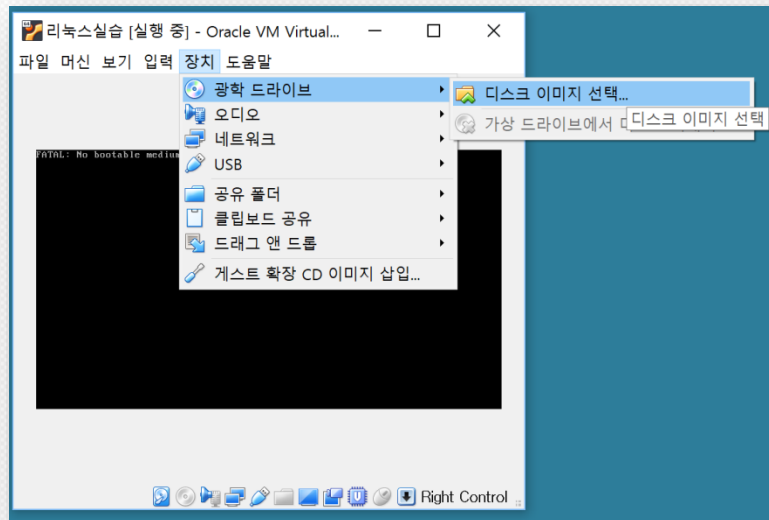 리눅스실습 [실행 중] - Oracle VM Virtual...
파일 머신 보기 입력 장치 도움말
광학 드라이브
디스크 이미지 선택...
오디오
가상 드라이브에서
디스크 이미지 선택
네트워크
FATAL: No bootable medium
USB
공유 폴더
클립보드 공유
드래그 앤 드롭
게스트 확장 CD 이미지 삽입...
Right Control